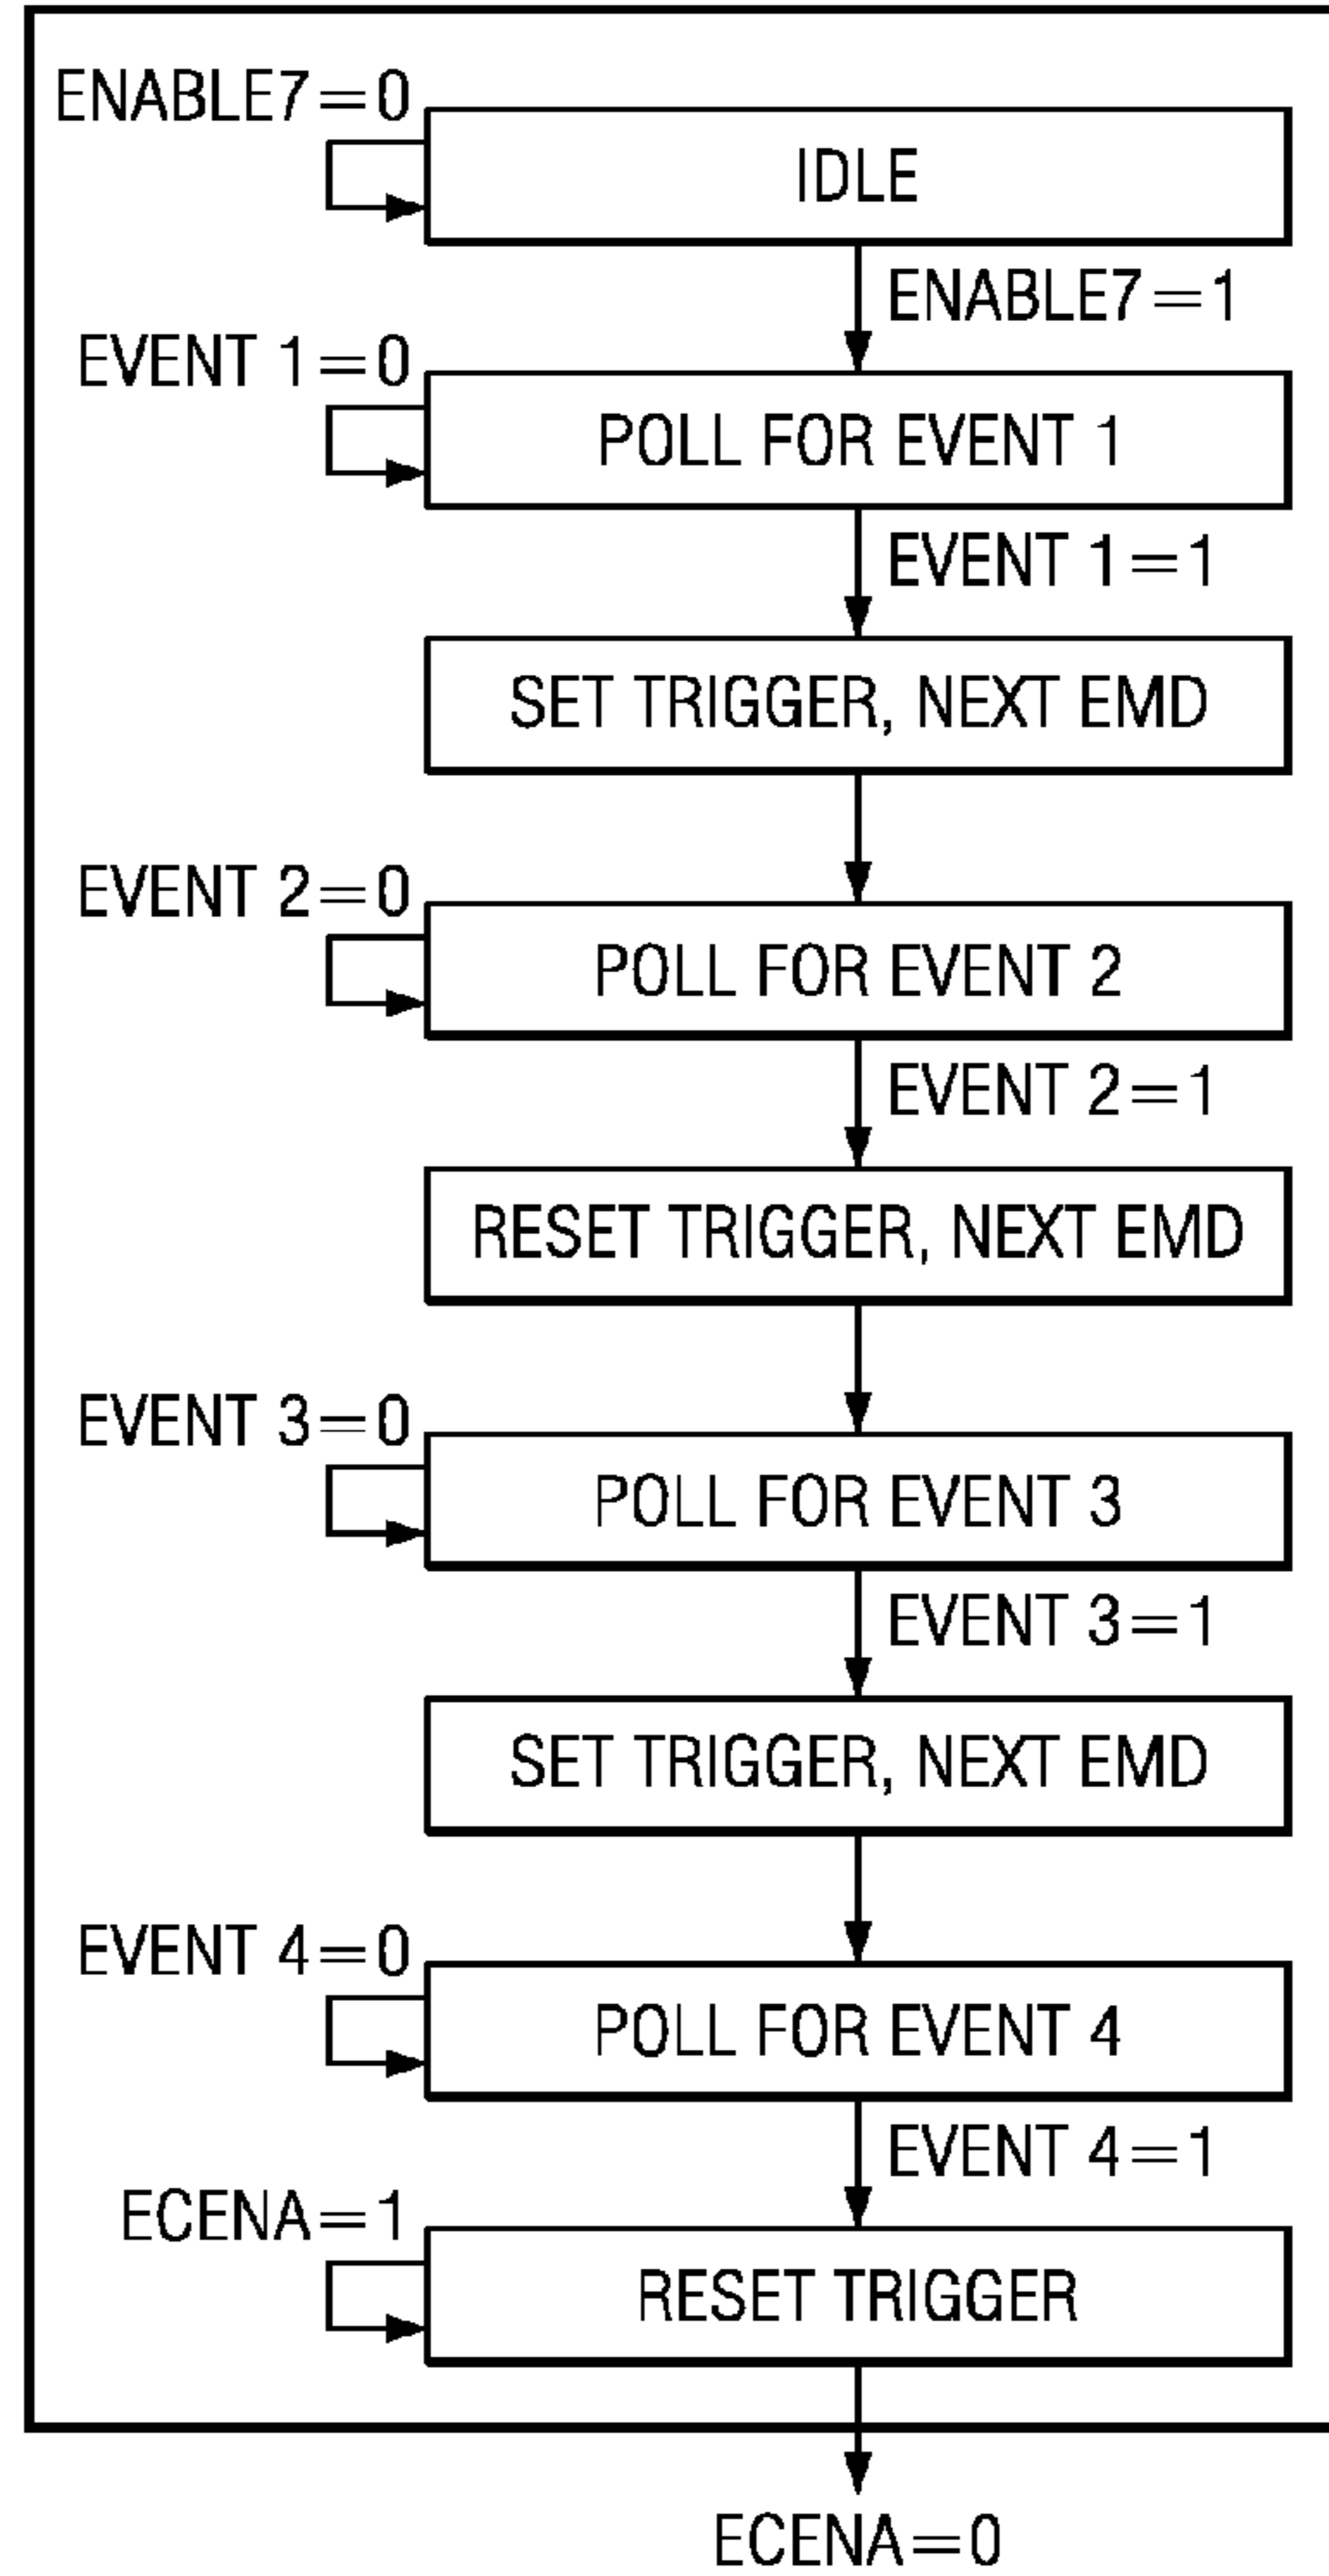 ENABLE7=0
IDLE
ENABLE7=1
EVENT 1=0
POLL FOR EVENT 1
EVENT 1=1
SET TRIGGER, NEXT EMD
EVENT 2=0
POLL FOR EVENT 2
EVENT 2=1
RESET TRIGGER, NEXT EMD
EVENT 3=0
POLL FOR EVENT 3
EVENT 3=1
SET TRIGGER, NEXT EMD
EVENT 4=0
POLL FOR EVENT 4
EVENT 4=1
ECENA=1
RESET TRIGGER
ECENA=0